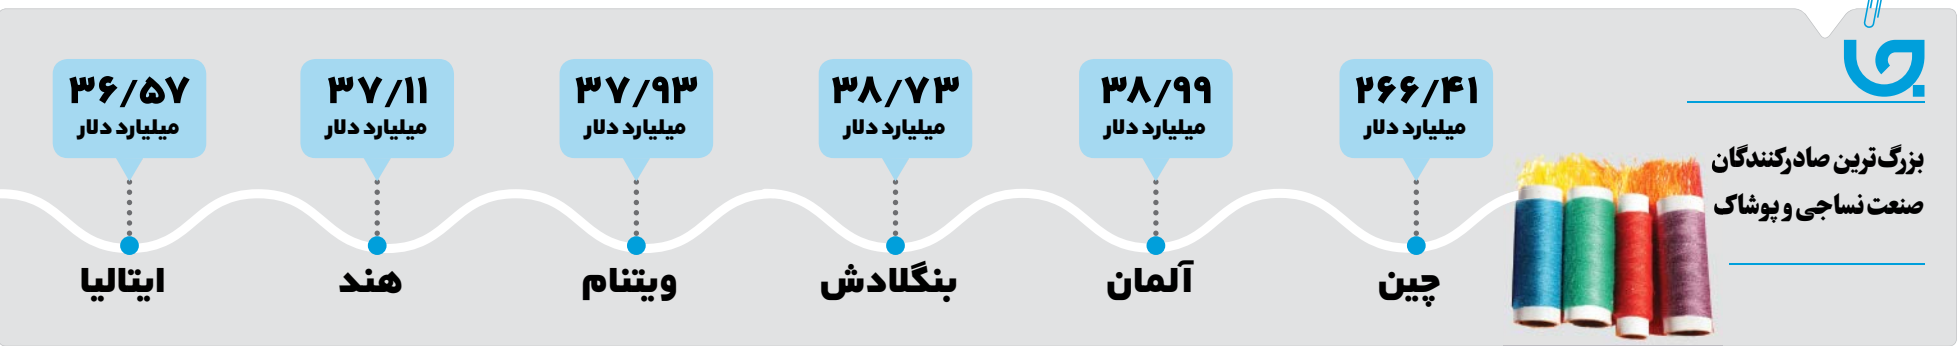 بزرگ‌ترین صادرکنندگان
صنعت نساجی و پوشاک
۲۶۶/۴۱
میلیارد دلار
چین
۳۸/۹۹
میلیارد دلار
آلمان
۳۸/۷۳
میلیارد دلار
بنگلادش
۳۷/۹۳
میلیارد دلار
ویتنام
۳۷/۱۱
میلیارد دلار
هند
۳۶/۵۷
میلیارد دلار
ایتالیا